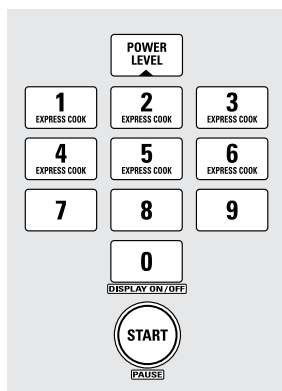 POWER
LEVEL
1 2 3
EXPRESS COOK EXPRESS COOK EXPRESS COOK
4 5 6
EXPRESS COOK EXPRESS COOK EXPRESS COOK
7 8 9
0
DISPLAY ON/OFF
START
PAUSE